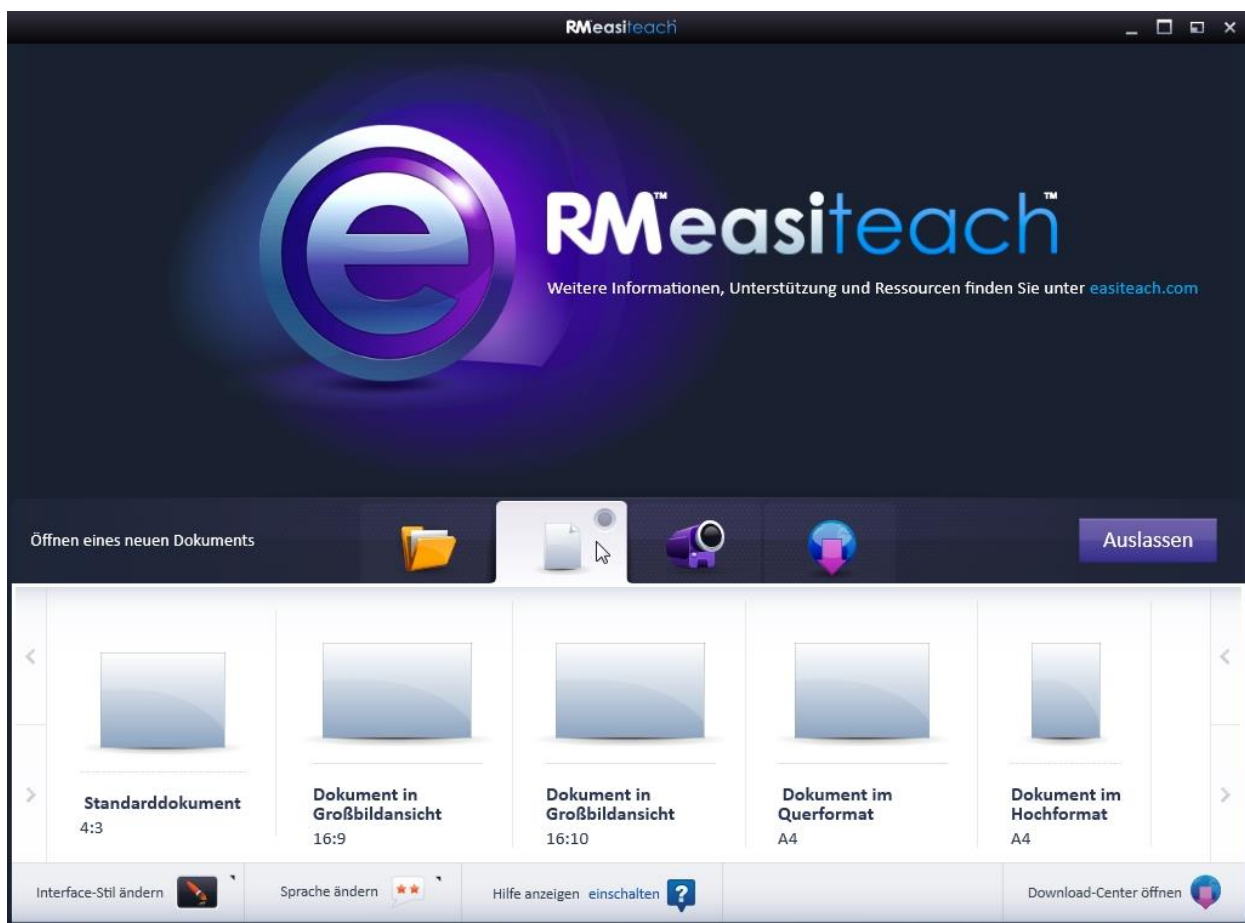 RMeasiteach
RM™easiteach™
Weitere Informationen, Unterstützung und Ressourcen finden Sie unter easiteach.com
Öffnen eines neuen Dokuments
Auslassen
Standarddokument
4:3
Dokument in
Großbildansicht
16:9
Dokument in
Großbildansicht
16:10
Dokument im
Querformat
A4
Dokument im
Hochformat
A4
Interface-Stil ändern
Sprache ändern
Hilfe anzeigen einschalten ?
Download-Center öffnen